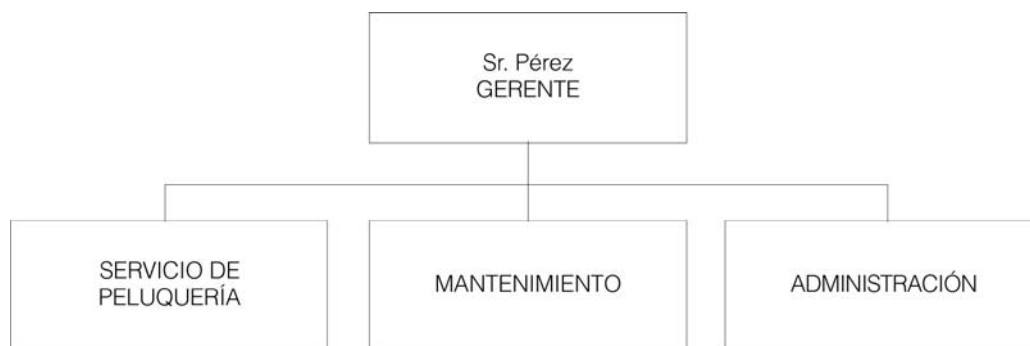 Sr. Pérez
GERENTE
SERVICIO DE
PELUQUERÍA
MANTENIMIENTO
ADMINISTRACIÓN